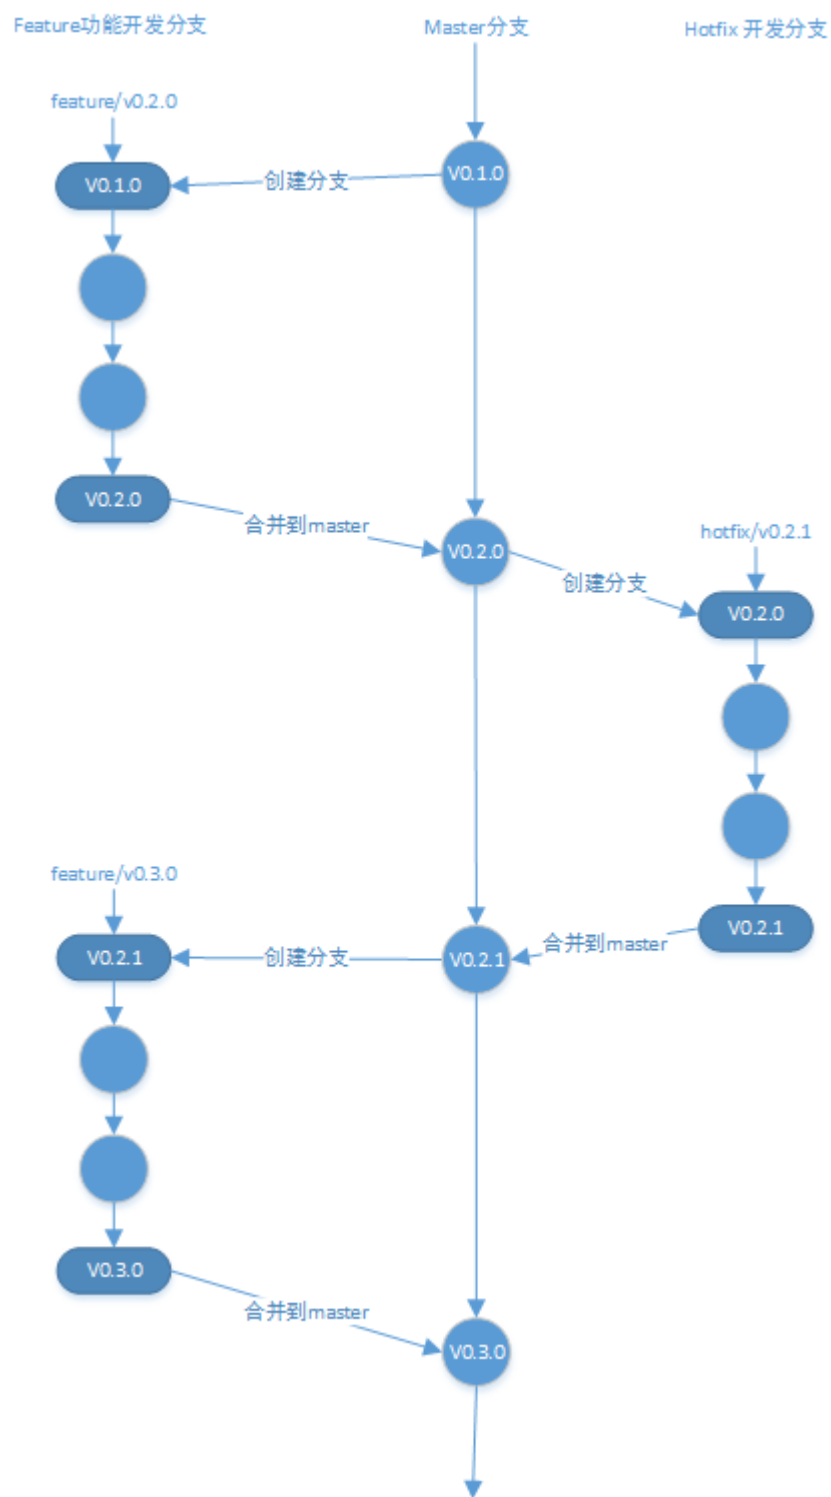 Feature功能开发分支
Master分支
Hotfix 开发分支
feature/v0.2.0
V0.1.0
创建分支
V0.1.0
V0.2.0
合并到master
V0.2.0
创建分支
hotfix/v0.2.1
V0.2.0
V0.2.1
合并到master
feature/v0.3.0
V0.2.1
创建分支
V0.2.1
V0.3.0
合并到master
V0.3.0